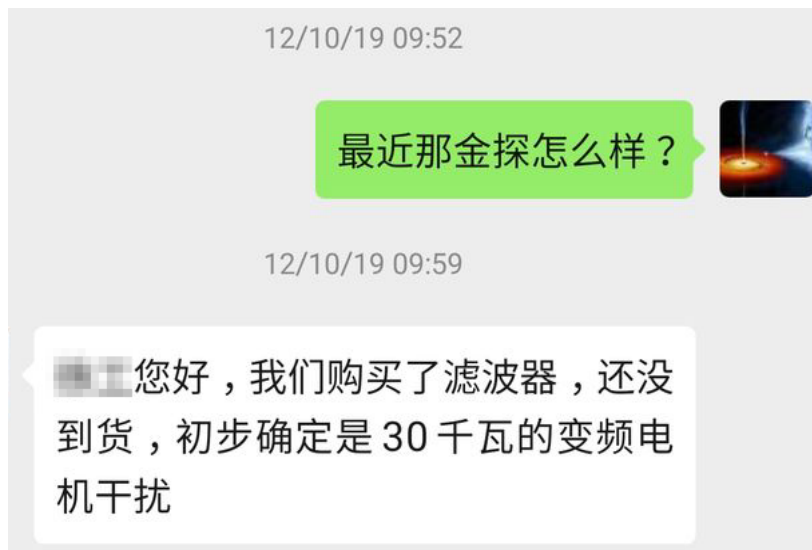 12/10/19 09:52
最近那金探怎么样？
12/10/19 09:59
您好，我们购买了滤波器，还没
到货，初步确定是30千瓦的变频电
机干扰